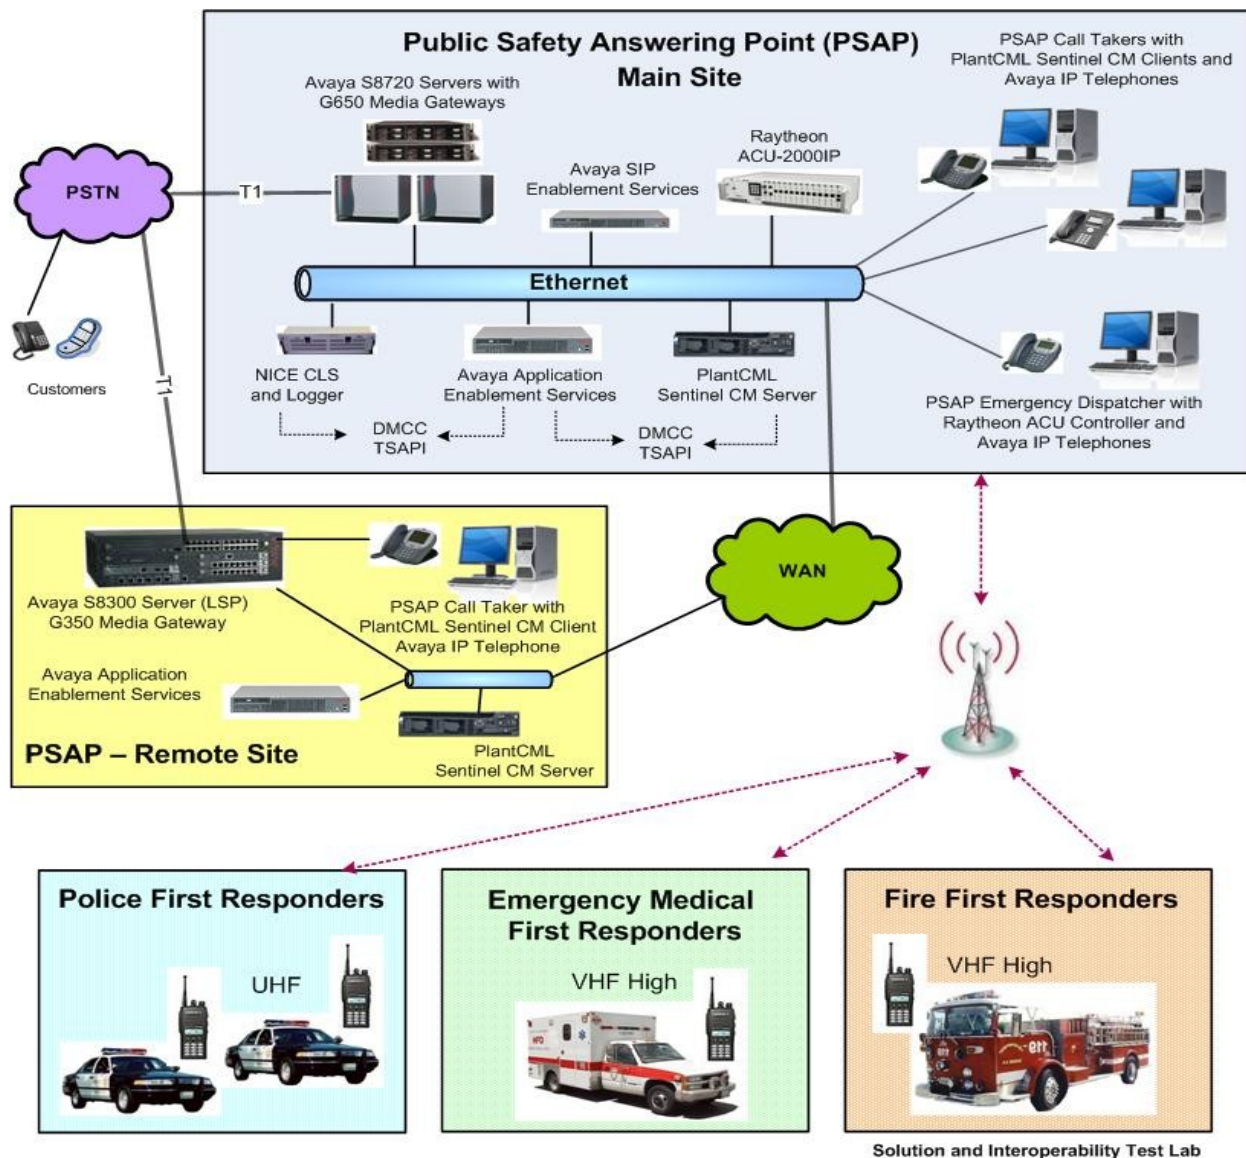 Public Safety Answering Point (PSAP)
Main Site
PSAP Call Takers with
PlantCML Sentinel CM Clients and
Avaya IP Telephones
Avaya S8720 Servers with
G650 Media Gateways
Raytheon
ACU-2000IP
Avaya SIP
Enablement Services
PSTN
T1
Ethernet
Customers
T1
NICE CLS
and Logger
Avaya Application
Enablement Services
PlantCML
Sentinel CM Server
DMCC
TSAPI
DMCC
TSAPI
PSAP Emergency Dispatcher with
Raytheon ACU Controller and
Avaya IP Telephones
WAN
Avaya S8300 Server (LSP)
G350 Media Gateway
PSAP Call Taker with
PlantCML Sentinel CM Client
Avaya IP Telephone
Avaya Application
Enablement Services
PSAP – Remote Site
PlantCML
Sentinel CM Server
Police First Responders
UHF
Emergency Medical
First Responders
VHF High
Fire First Responders
VHF High
Solution and Interoperability Test Lab